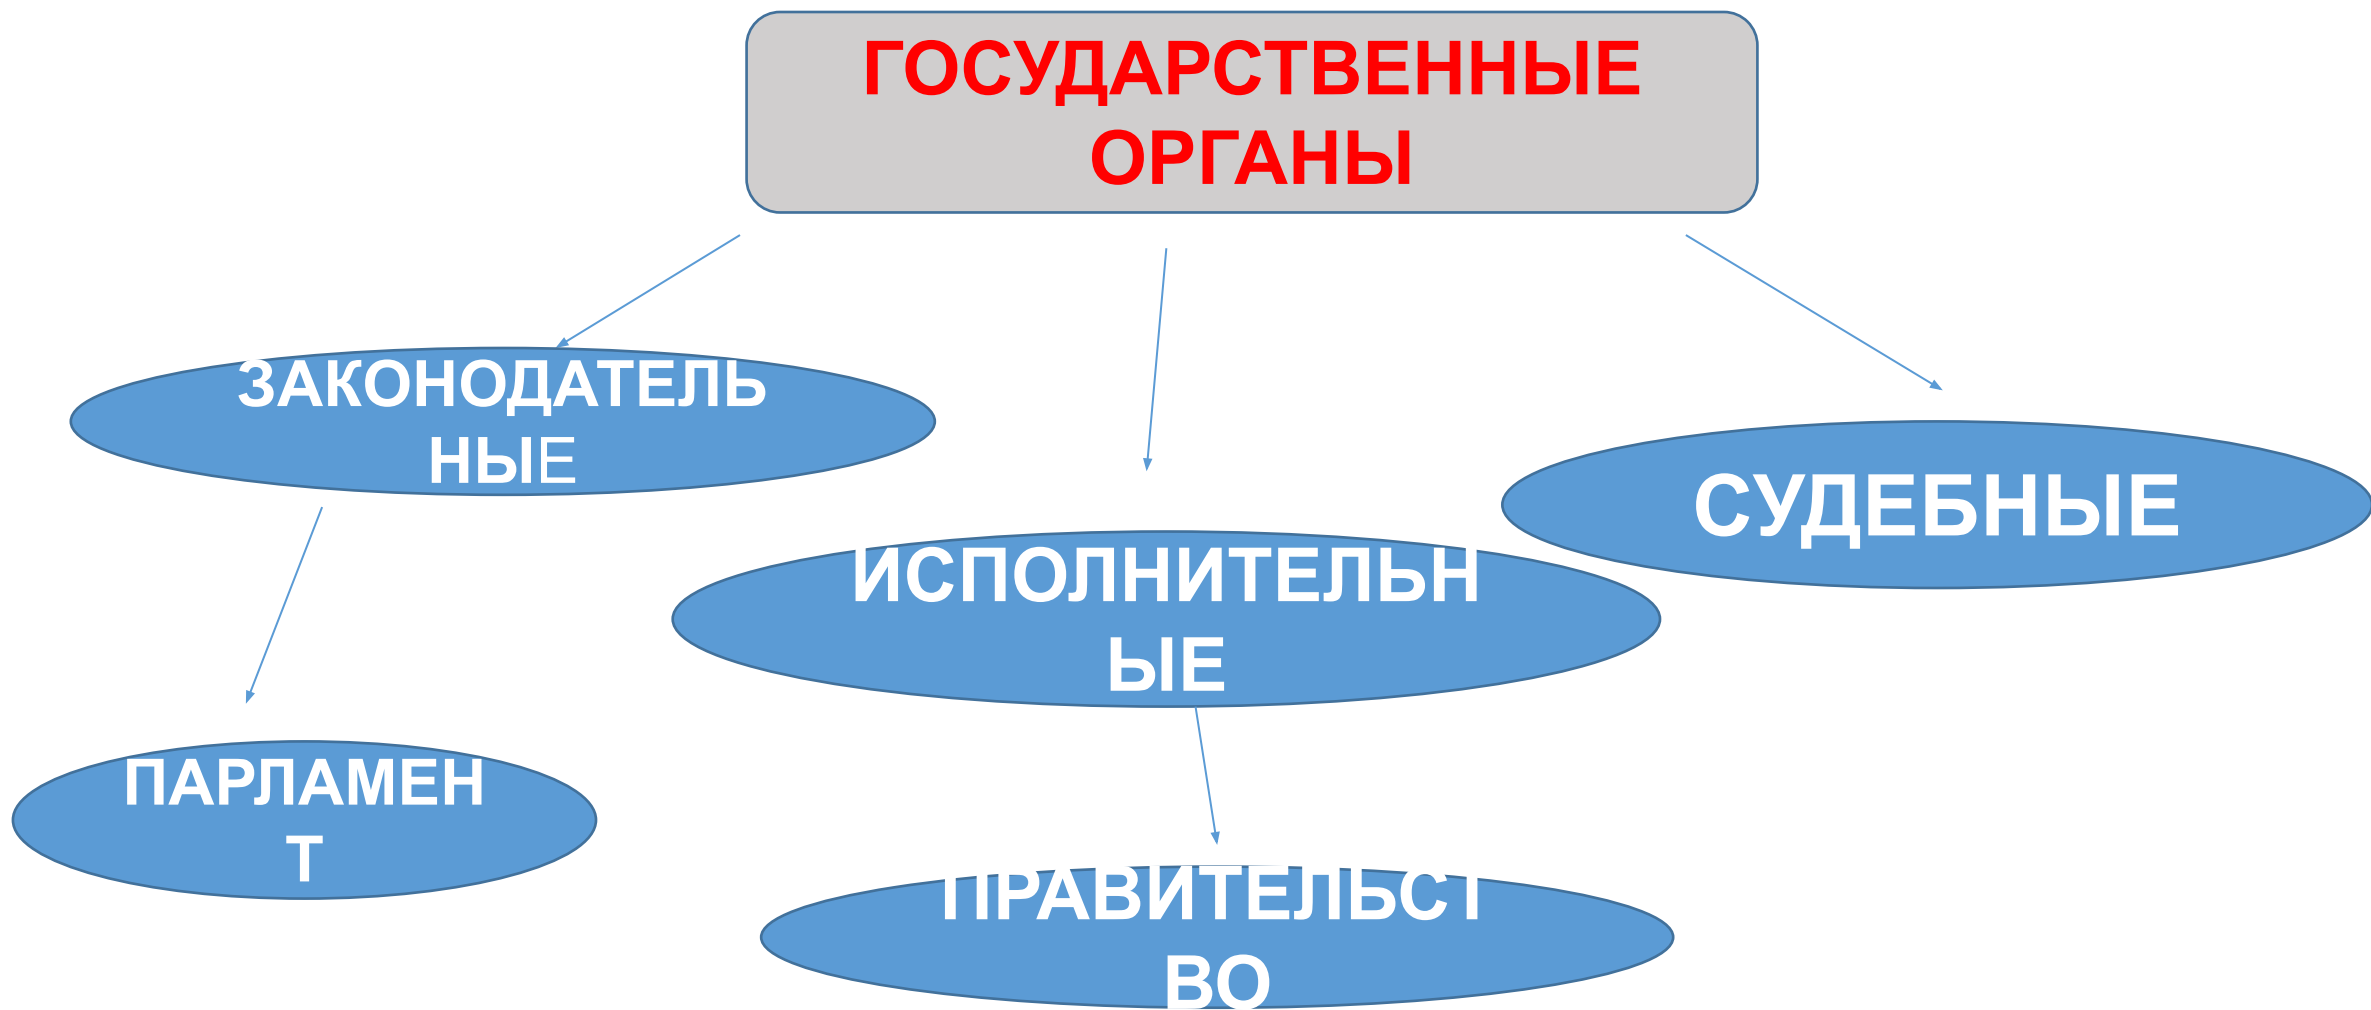 ГОСУДАРСТВЕННЫЕ
ОРГАНЫ
ЗАКОНОДАТЕЛЬ
НЫЕ
СУДЕБНЫЕ
ИСПОЛНИТЕЛЬН
ЫЕ
ПАРЛАМЕН
Т
ПРАВИТЕЛЬСТ
ВО